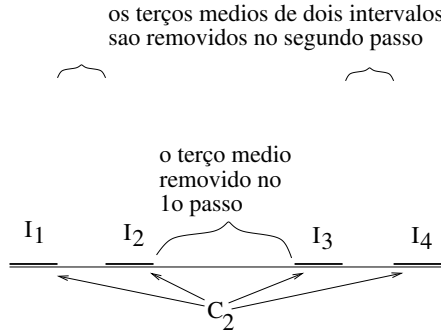 os terços medios de dois intervalos
sao removidos no segundo passo
o terço medio
removido no
1o passo
I1 I2 I3 I4
C2